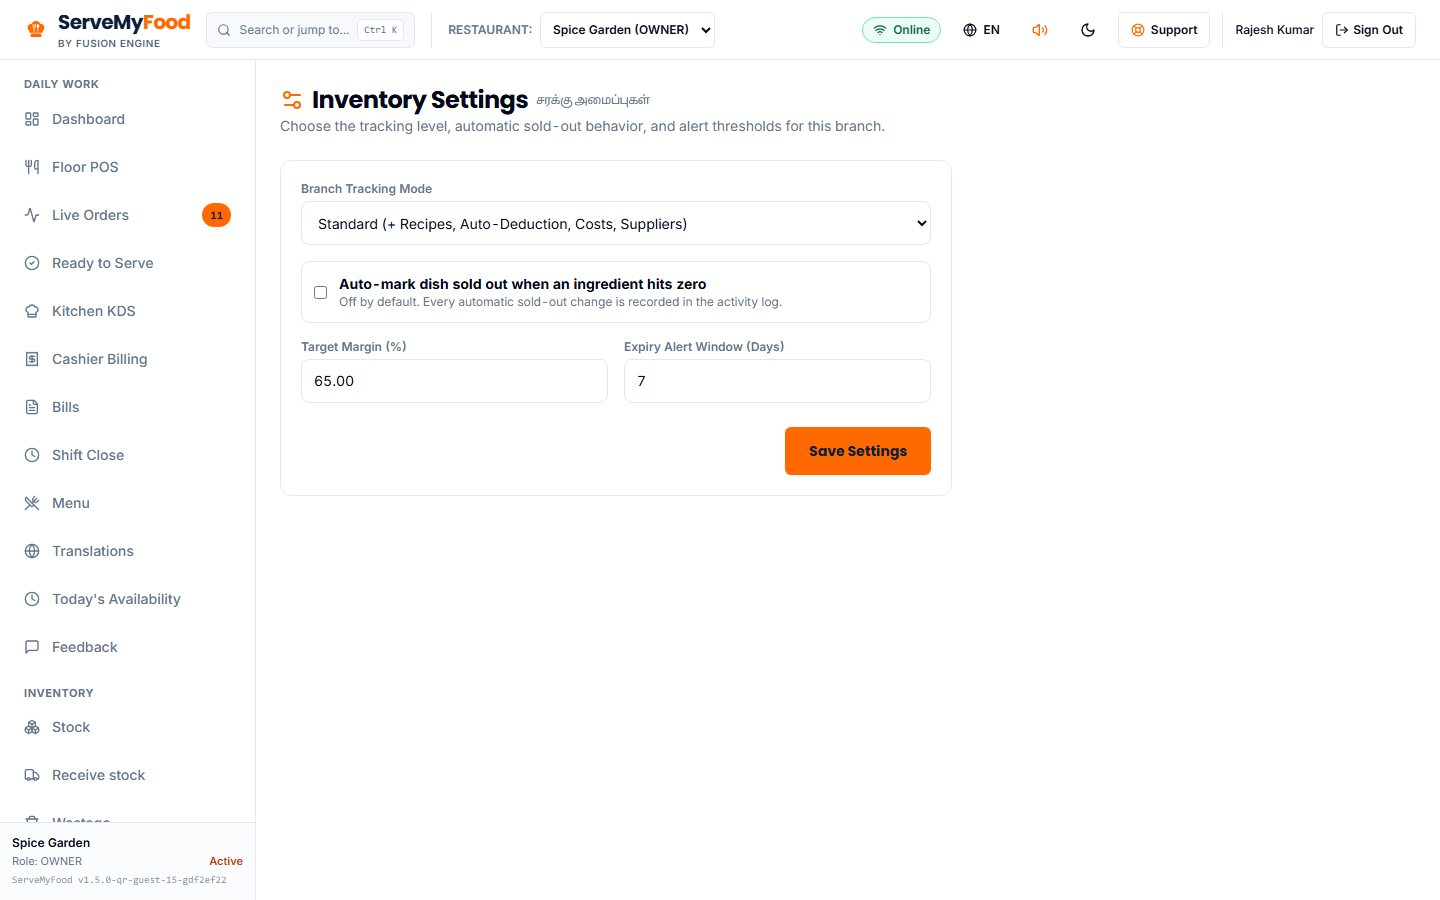 ServeMyFood
BY FUSION ENGINE
Search or jump to... Ctrl K
RESTAURANT: Spice Garden (OWNER)
Online
EN
Support
Rajesh Kumar
Sign Out
DAILY WORK
Dashboard
Floor POS
Live Orders 11
Ready to Serve
Kitchen KDS
Cashier Billing
Bills
Shift Close
Menu
Translations
Today's Availability
Feedback
INVENTORY
Stock
Receive stock
Wastage
Spice Garden
Role: OWNER Active
ServeMyFood v1.5.0-qr-guest-15-gdf2ef22
Inventory Settings சரக்கு அமைப்புகள்
Choose the tracking level, automatic sold-out behavior, and alert thresholds for this branch.
Branch Tracking Mode
Standard (+ Recipes, Auto-Deduction, Costs, Suppliers)
Auto-mark dish sold out when an ingredient hits zero
Off by default. Every automatic sold-out change is recorded in the activity log.
Target Margin (%) Expiry Alert Window (Days)
65.00 7
Save Settings